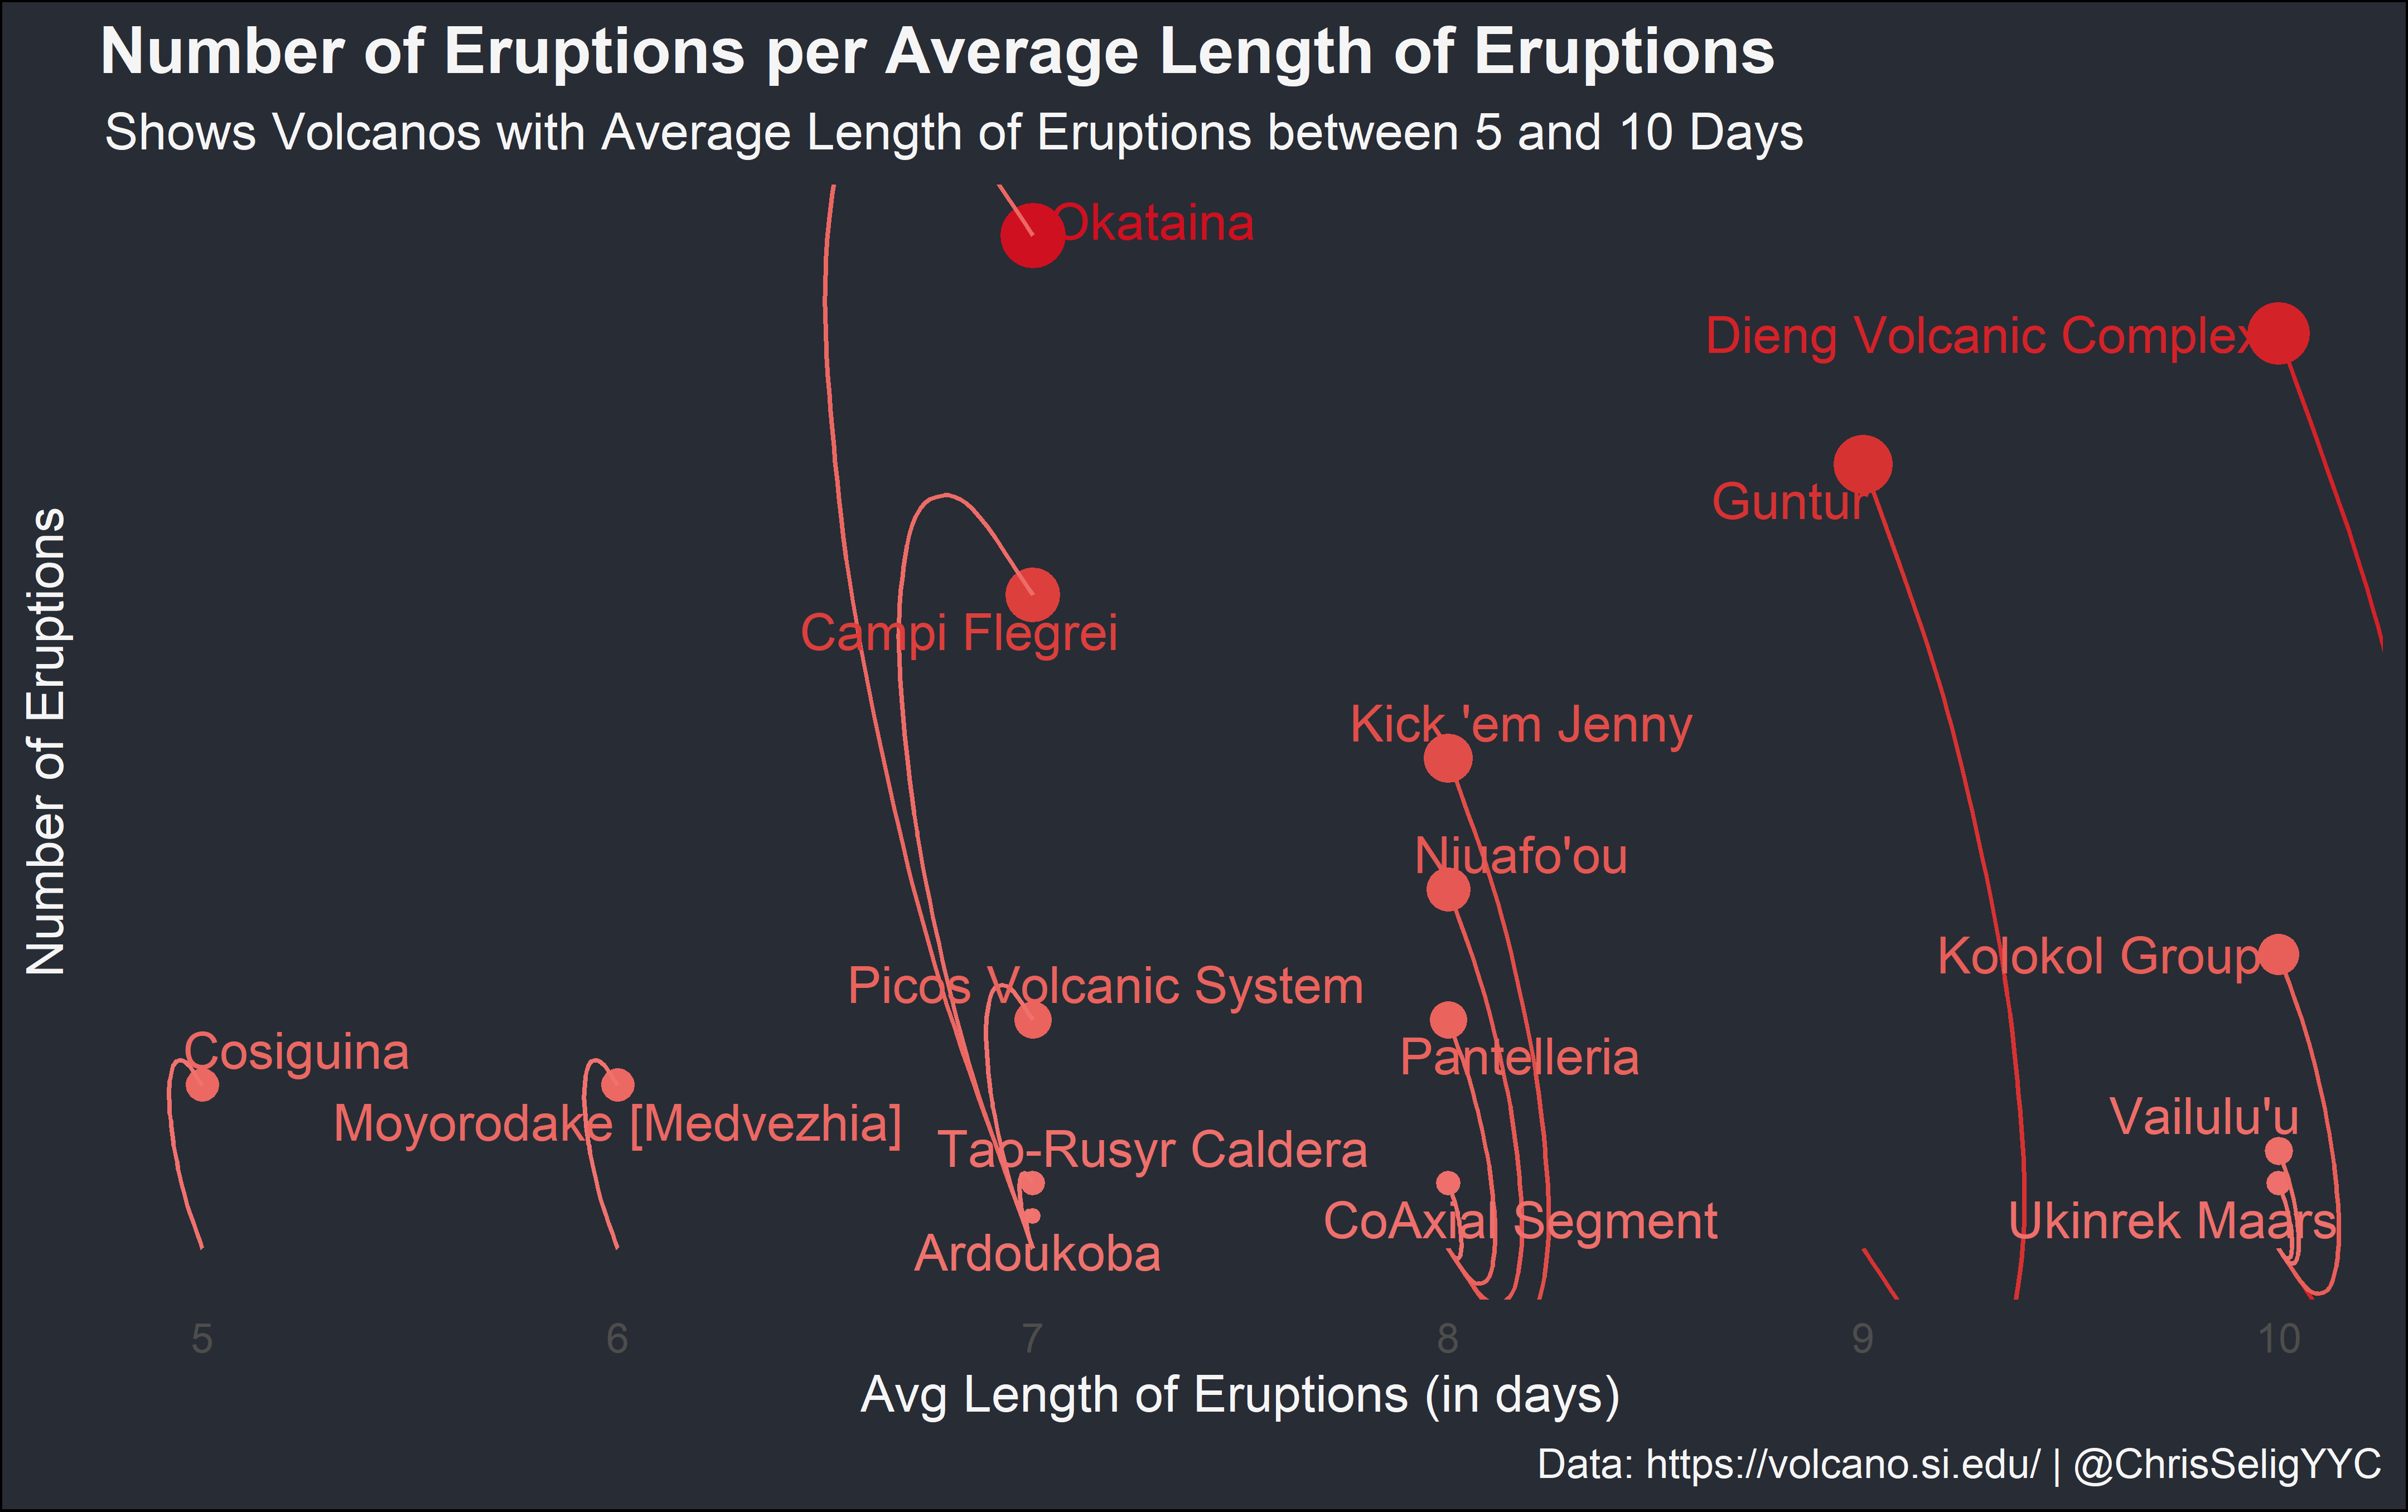 Number of Eruptions per Average Length of Eruptions
Shows Volcanos with Average Length of Eruptions between 5 and 10 Days
Okataina
Dieng Volcanic Complex
Guntur
Campi Flegrei
Kick 'em Jenny
Niuafo'ou
Kolokol Group
Picos Volcanic System
Cosiguina
Pantelleria
Moyorodake [Medvezhia]
Vailulu'u
Tao-Rusyr Caldera
CoAxial Segment
Ukinrek Maars
Ardoukoba
Number of Eruptions
5 6 7 8 9 10
Avg Length of Eruptions (in days)
Data: https://volcano.si.edu/ | @ChrisSeligYYC